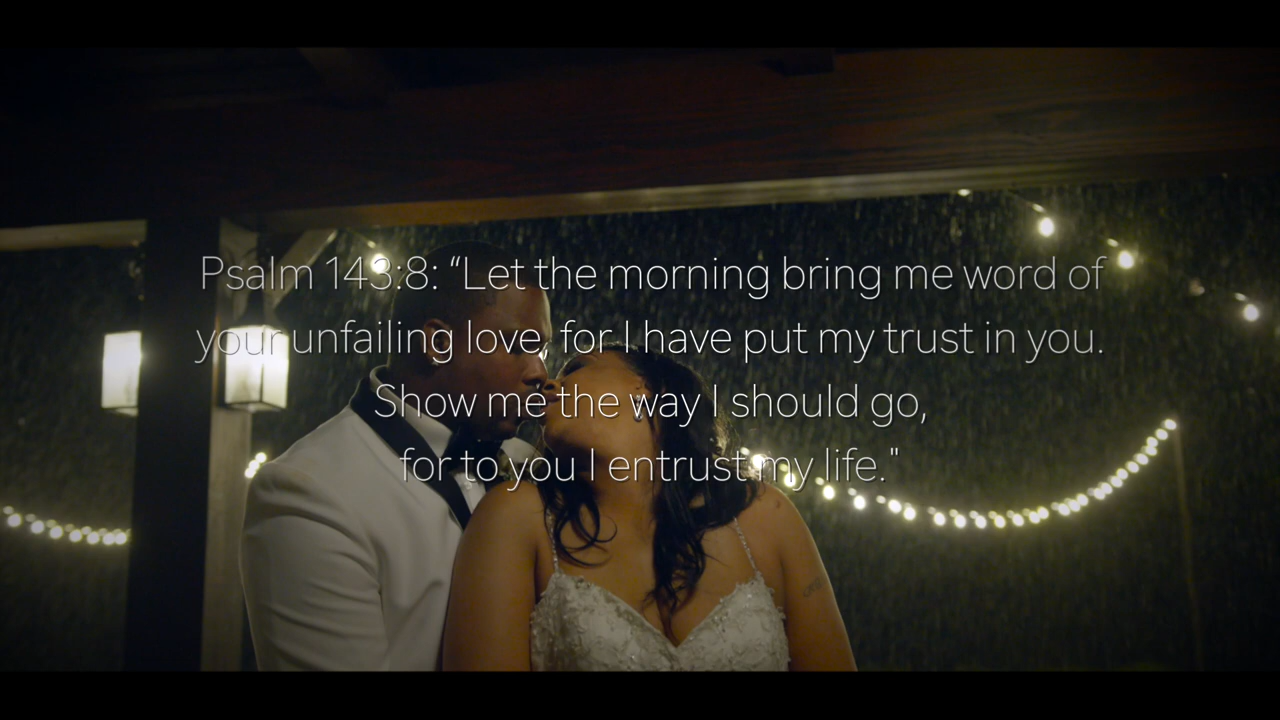 Psalm 143:8: “Let the morning bring me word of
your unfailing love, for I have put my trust in you.
Show me the way I should go,
for to you I entrust my life."